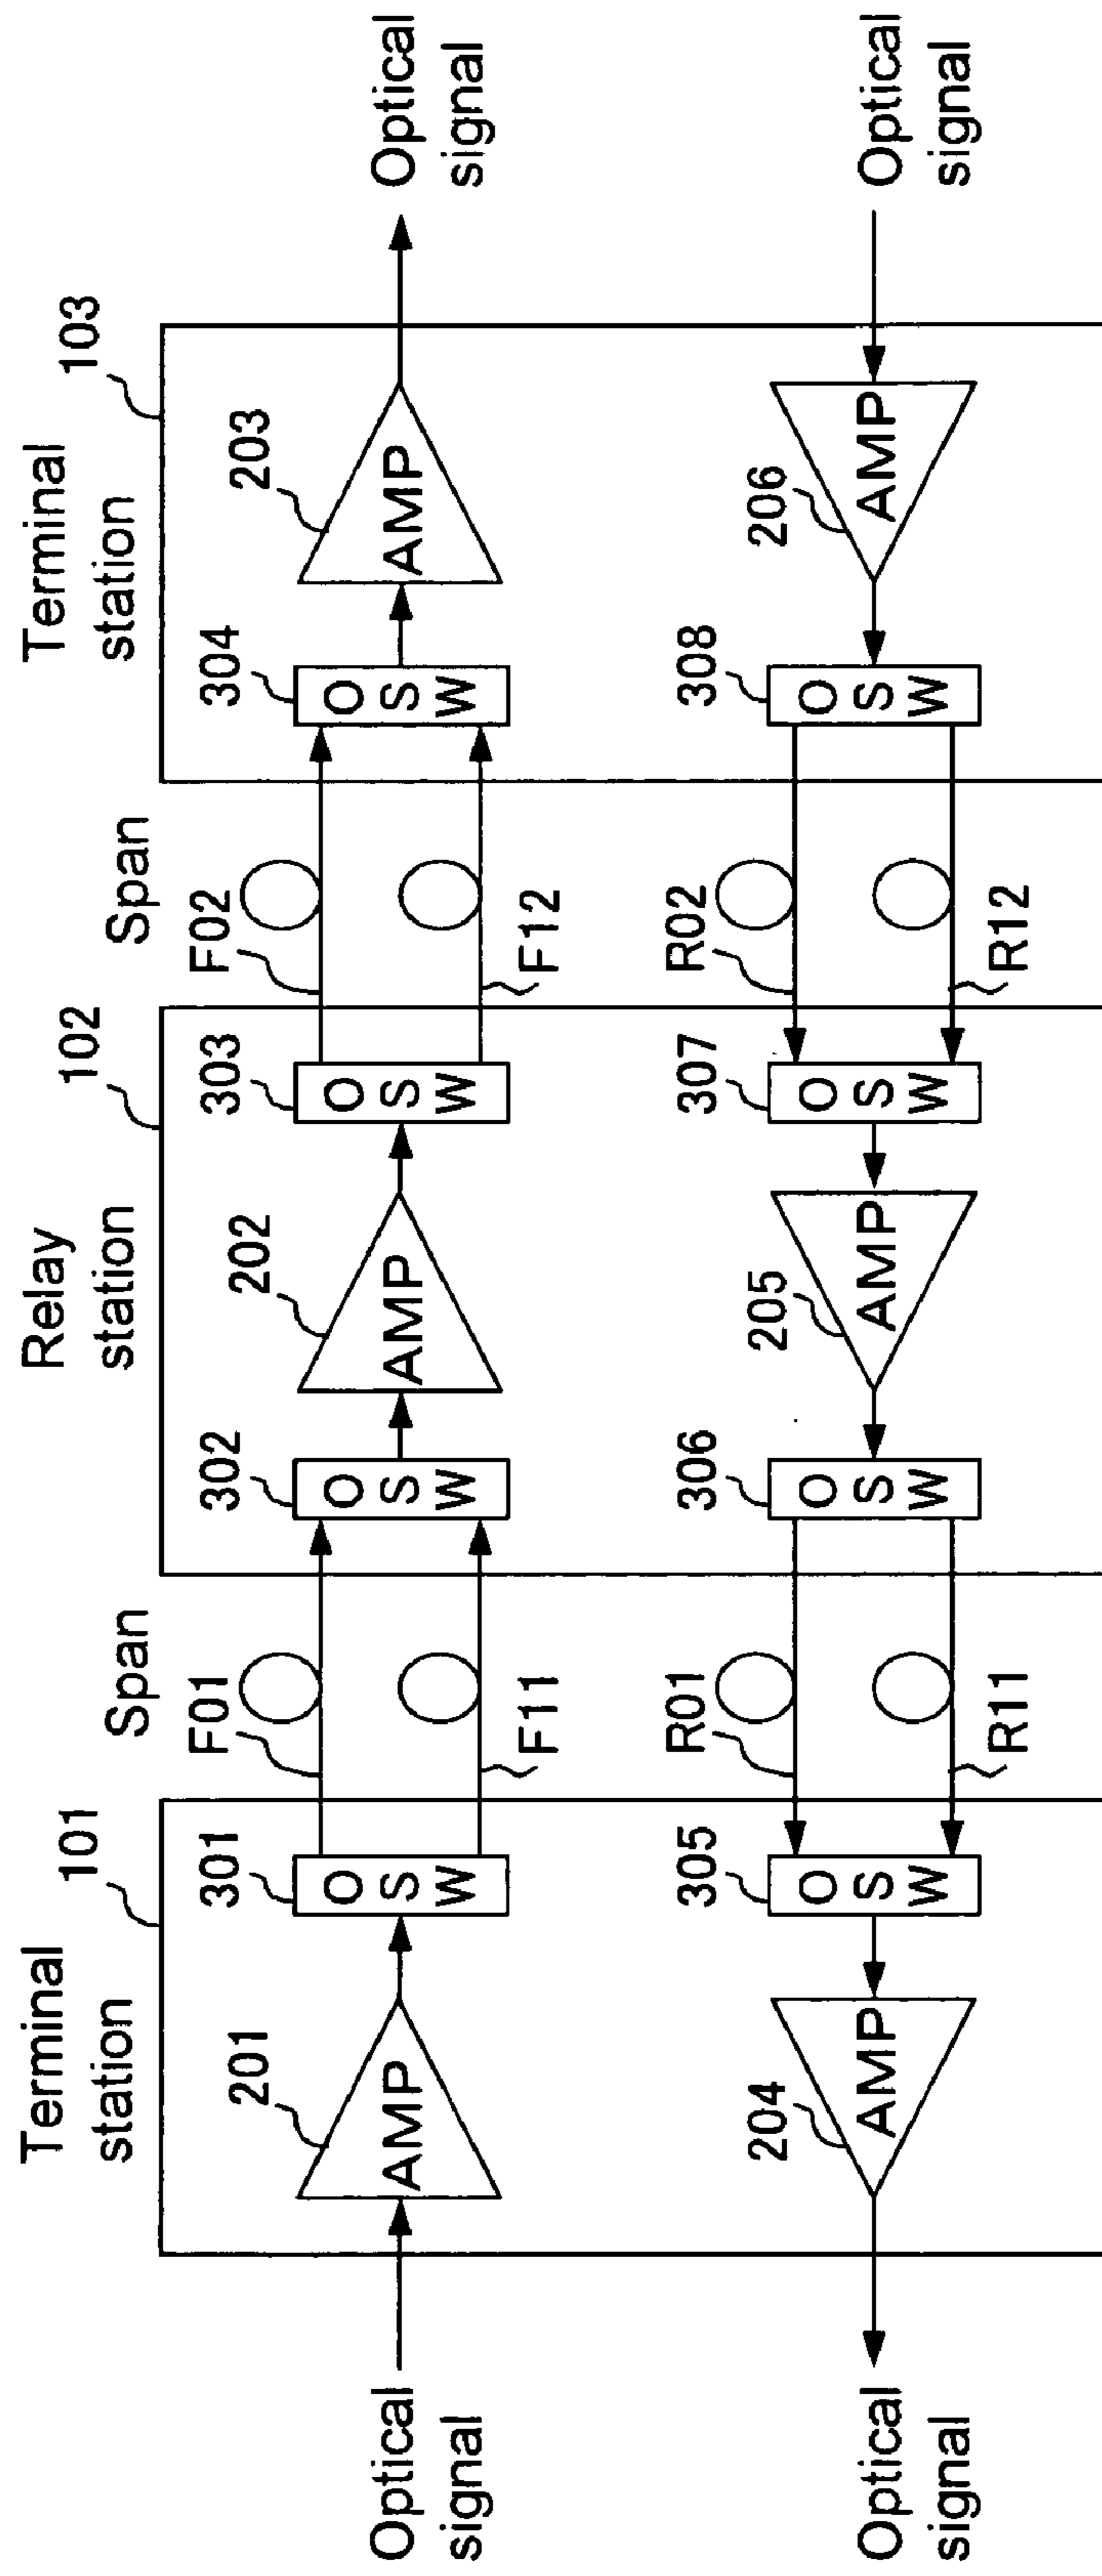 Terminal
station
101
Span
Relay
station
102
Span
Terminal
station
103
Optical
signal
201
AMP
301
O
S
W
F01
F11
302
O
S
W
202
AMP
303
O
S
W
F02
F12
304
O
S
W
203
AMP
Optical
signal
Optical
signal
204
AMP
305
O
S
W
R01
R11
306
O
S
W
205
AMP
307
O
S
W
R02
R12
308
O
S
W
206
AMP
Optical
signal